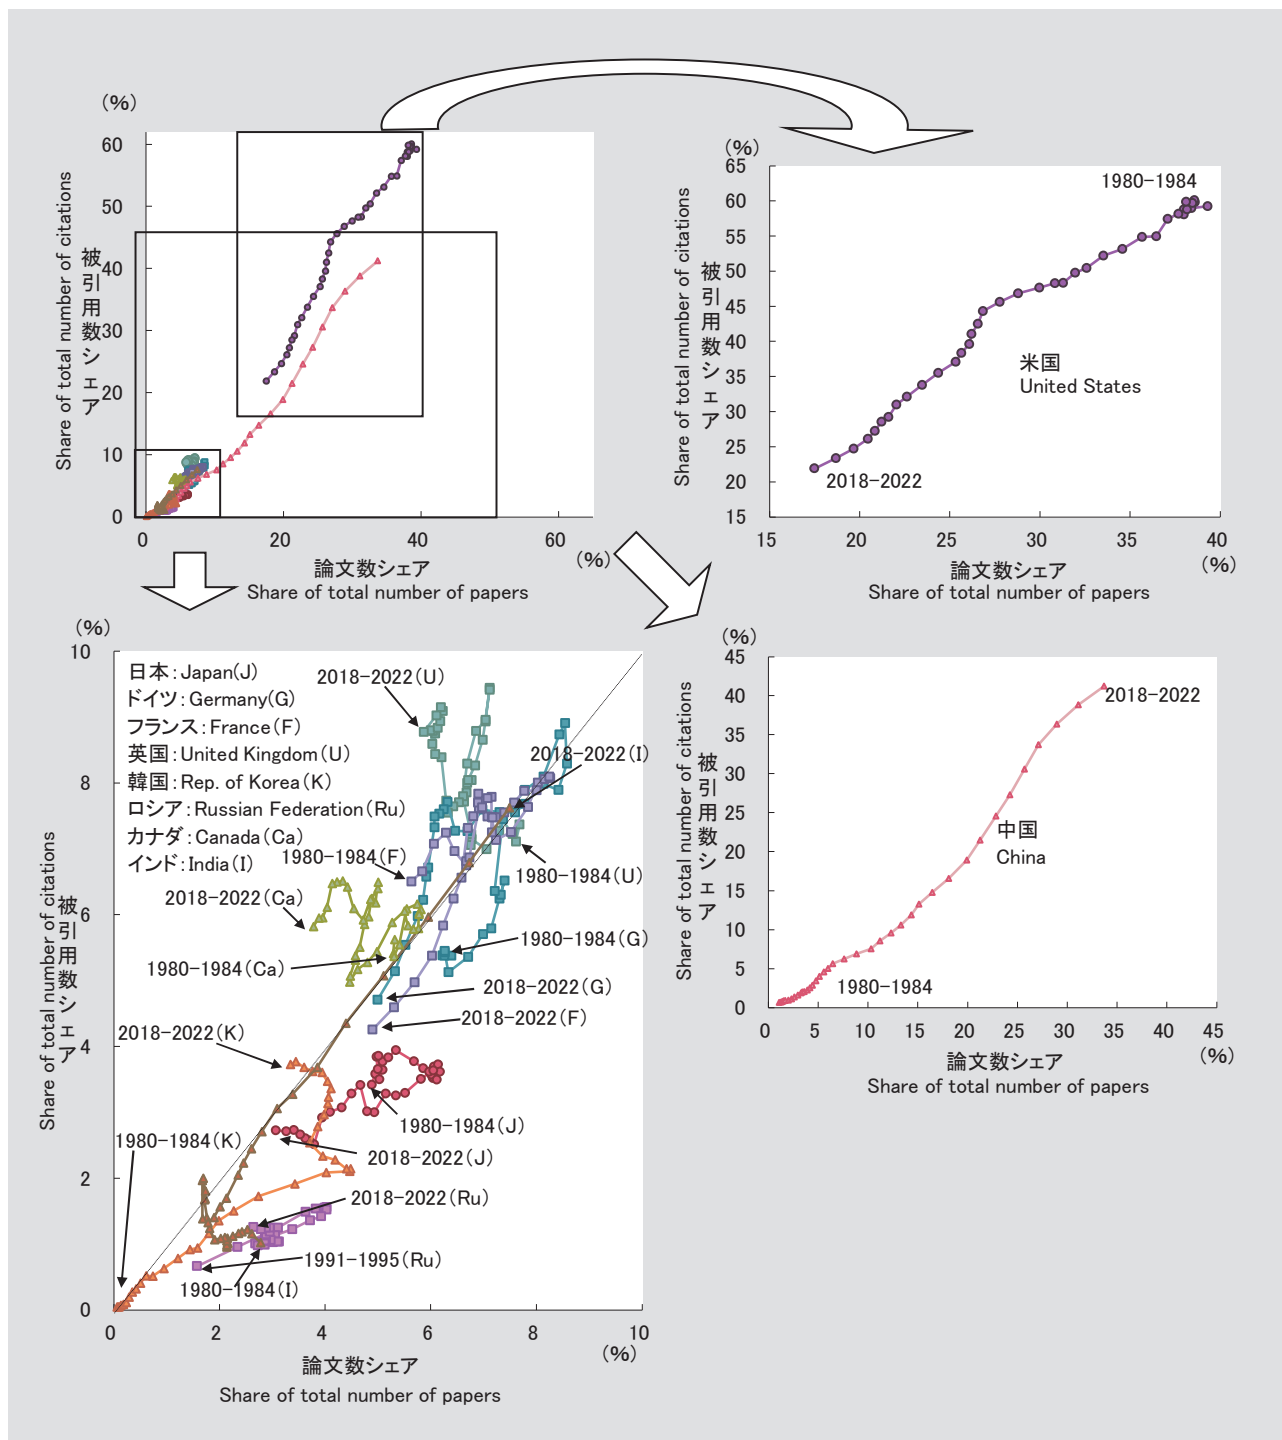 (%)
60
50
40
30
20
10
0
被引用数シェア
Share of total number of citations
0
20
40
60
(%)
論文数シェア
Share of total number of papers
(%)
65
60
55
50
45
40
35
30
25
20
15
被引用数シェア
Share of total number of citations
1980-1984
米国
United States
2018-2022
15
20
25
30
35
40
(%)
論文数シェア
Share of total number of papers
(%)
10
8
6
4
2
0
被引用数シェア
Share of total number of citations
日本:Japan(J)
ドイツ:Germany(G)
フランス:France(F)
英国:United Kingdom(U)
韓国:Rep. of Korea(K)
ロシア:Russian Federation(Ru)
カナダ:Canada(Ca)
インド:India(I)
2018-2022(U)
2018-2022(I)
1980-1984(F)
1980-1984(U)
2018-2022(Ca)
1980-1984(G)
1980-1984(Ca)
2018-2022(G)
2018-2022(F)
2018-2022(K)
1980-1984(J)
1980-1984(K)
2018-2022(J)
2018-2022(Ru)
1991-1995(Ru)
1980-1984(I)
0
2
4
6
8
10
(%)
論文数シェア
Share of total number of papers
(%)
45
40
35
30
25
20
15
10
5
0
被引用数シェア
Share of total number of citations
2018-2022
中国
China
1980-1984
0
5
10
15
20
25
30
35
40
45
(%)
論文数シェア
Share of total number of papers